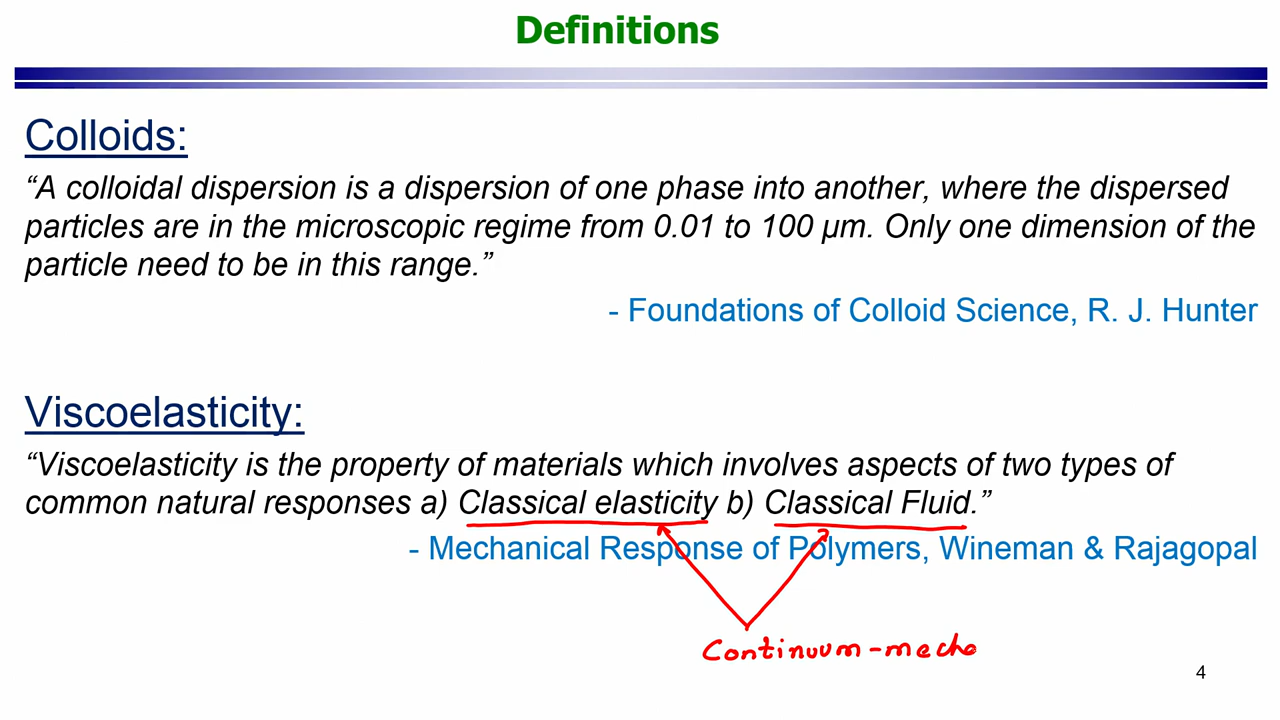 Definitions
Colloids:
“A colloidal dispersion is a dispersion of one phase into another, where the dispersed
particles are in the microscopic regime from 0.01 to 100 μm. Only one dimension of the
particle need to be in this range.”
- Foundations of Colloid Science, R. J. Hunter
Viscoelasticity:
“Viscoelasticity is the property of materials which involves aspects of two types of
common natural responses a) Classical elasticity b) Classical Fluid.”
- Mechanical Response of Polymers, Wineman & Rajagopal
Continuum-mecha
4